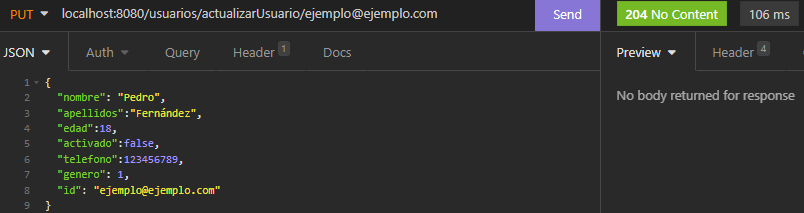 PUT localhost:8080/usuarios/actualizarUsuario/ejemplo@ejemplo.com Send 204 No Content 106 ms
JSON Auth Query Header 1 Docs Preview Header 4
1 {
2 "nombre": "Pedro",
3 "apellidos":"Fernández",
4 "edad":18,
5 "activado":false,
6 "telefono":123456789,
7 "genero": 1,
8 "id": "ejemplo@ejemplo.com"
9 }
No body returned for response